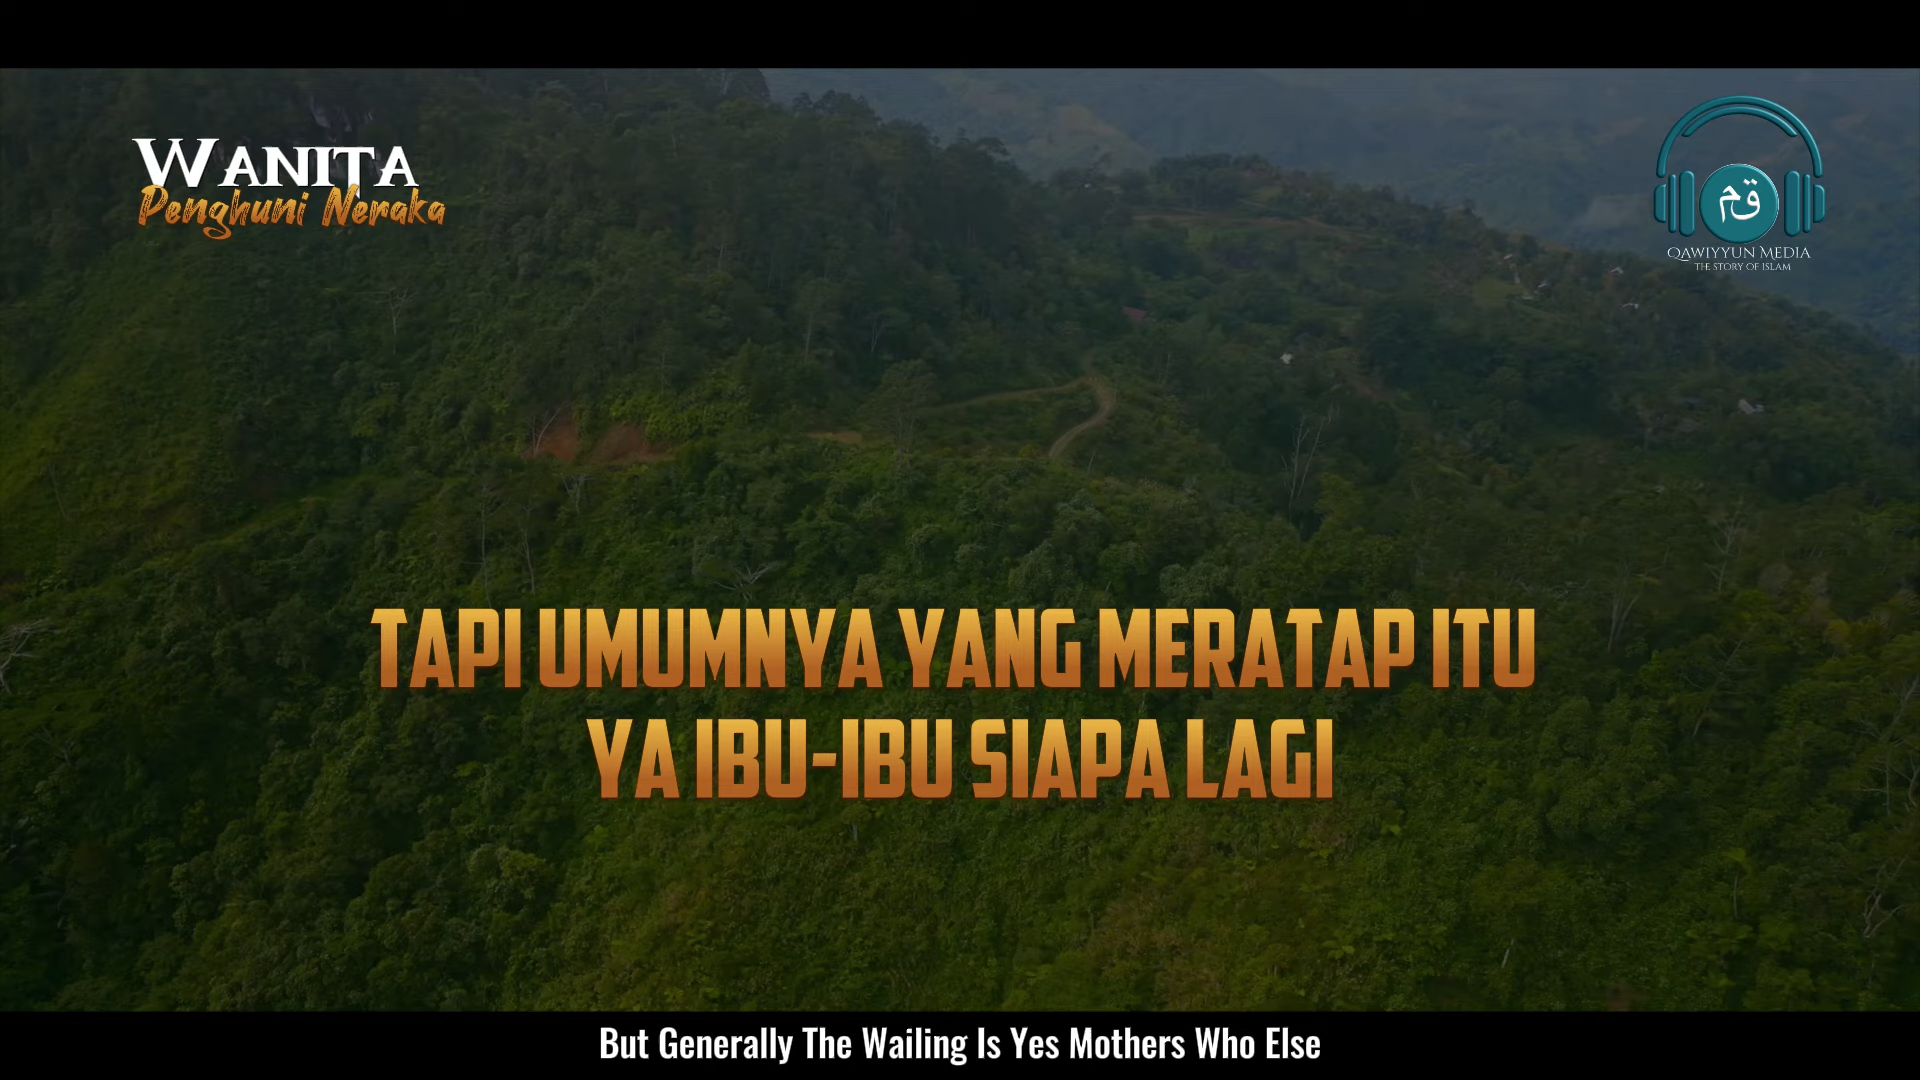 WANITA
Penghuni Neraka
قم
QAWIYYUN MEDIA
THE STORY OF ISLAM
TAPI UMUMNYA YANG MERATAP ITU
YA IBU-IBU SIAPA LAGI
But Generally The Wailing Is Yes Mothers Who Else